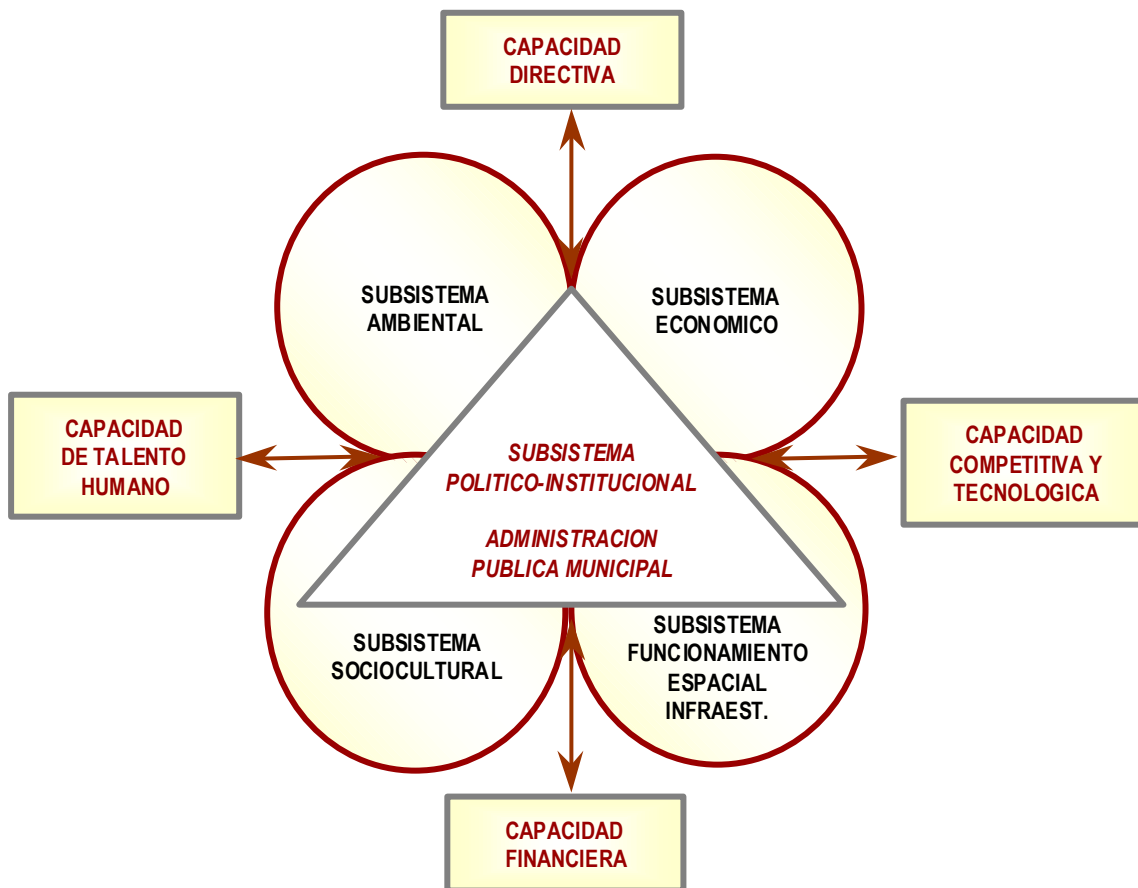 CAPACIDAD
DIRECTIVA
SUBSISTEMA
AMBIENTAL
SUBSISTEMA
ECONOMICO
CAPACIDAD
DE TALENTO
HUMANO
SUBSISTEMA
POLITICO-INSTITUCIONAL
ADMINISTRACION
PUBLICA MUNICIPAL
CAPACIDAD
COMPETITIVA Y
TECNOLOGICA
SUBSISTEMA
SOCIOCULTURAL
SUBSISTEMA
FUNCIONAMIENTO
ESPACIAL
INFRAEST.
CAPACIDAD
FINANCIERA